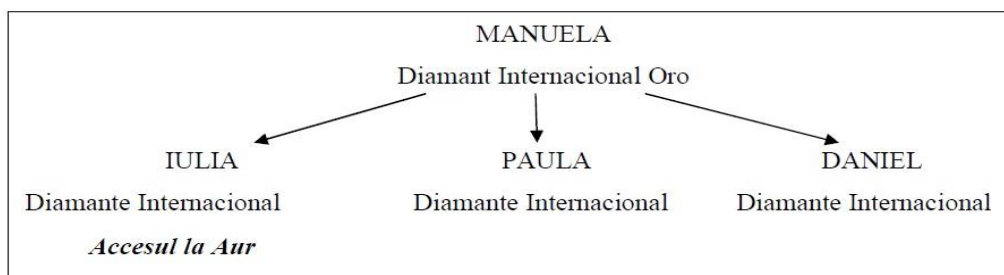 MANUELA
Diamant Internacional Oro
IULIA PAULA DANIEL
Diamante Internacional Diamante Internacional Diamante Internacional
Accesul la Aur